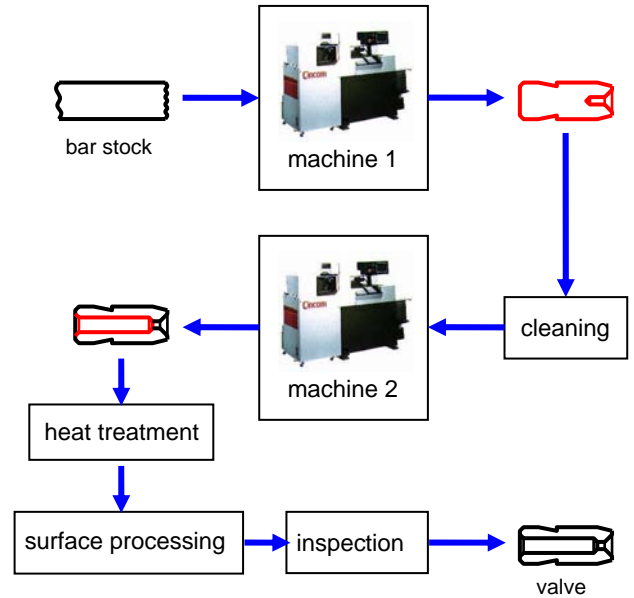 Cincom
bar stock
machine 1
Cincom
cleaning
machine 2
heat treatment
surface processing
inspection
valve